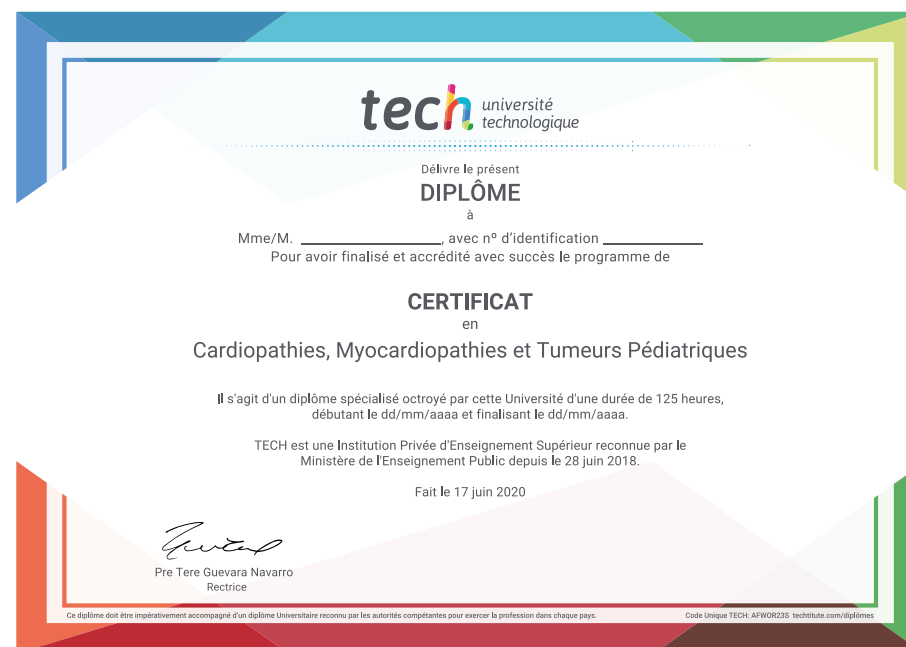 tech université
technologique
Délivre le présent
DIPLÔME
à
Mme/M. ____________________, avec nº d'identification ______________
Pour avoir finalisé et accrédité avec succès le programme de
CERTIFICAT
en
Cardiopathies, Myocardiopathies et Tumeurs Pédiatriques
Il s'agit d'un diplôme spécialisé octroyé par cette Université d'une durée de 125 heures,
débutant le dd/mm/aaaa et finalisant le dd/mm/aaaa.
TECH est une Institution Privée d'Enseignement Supérieur reconnue par le
Ministère de l'Enseignement Public depuis le 28 juin 2018.
Fait le 17 juin 2020
Pre Tere Guevara Navarro
Rectrice
Ce diplôme doit être impérativement accompagné d'un diplôme Universitaire reconnu par les autorités compétantes pour exercer la profession dans chaque pays.
Code Unique TECH: AFWOR23S techtitute.com/diplômes